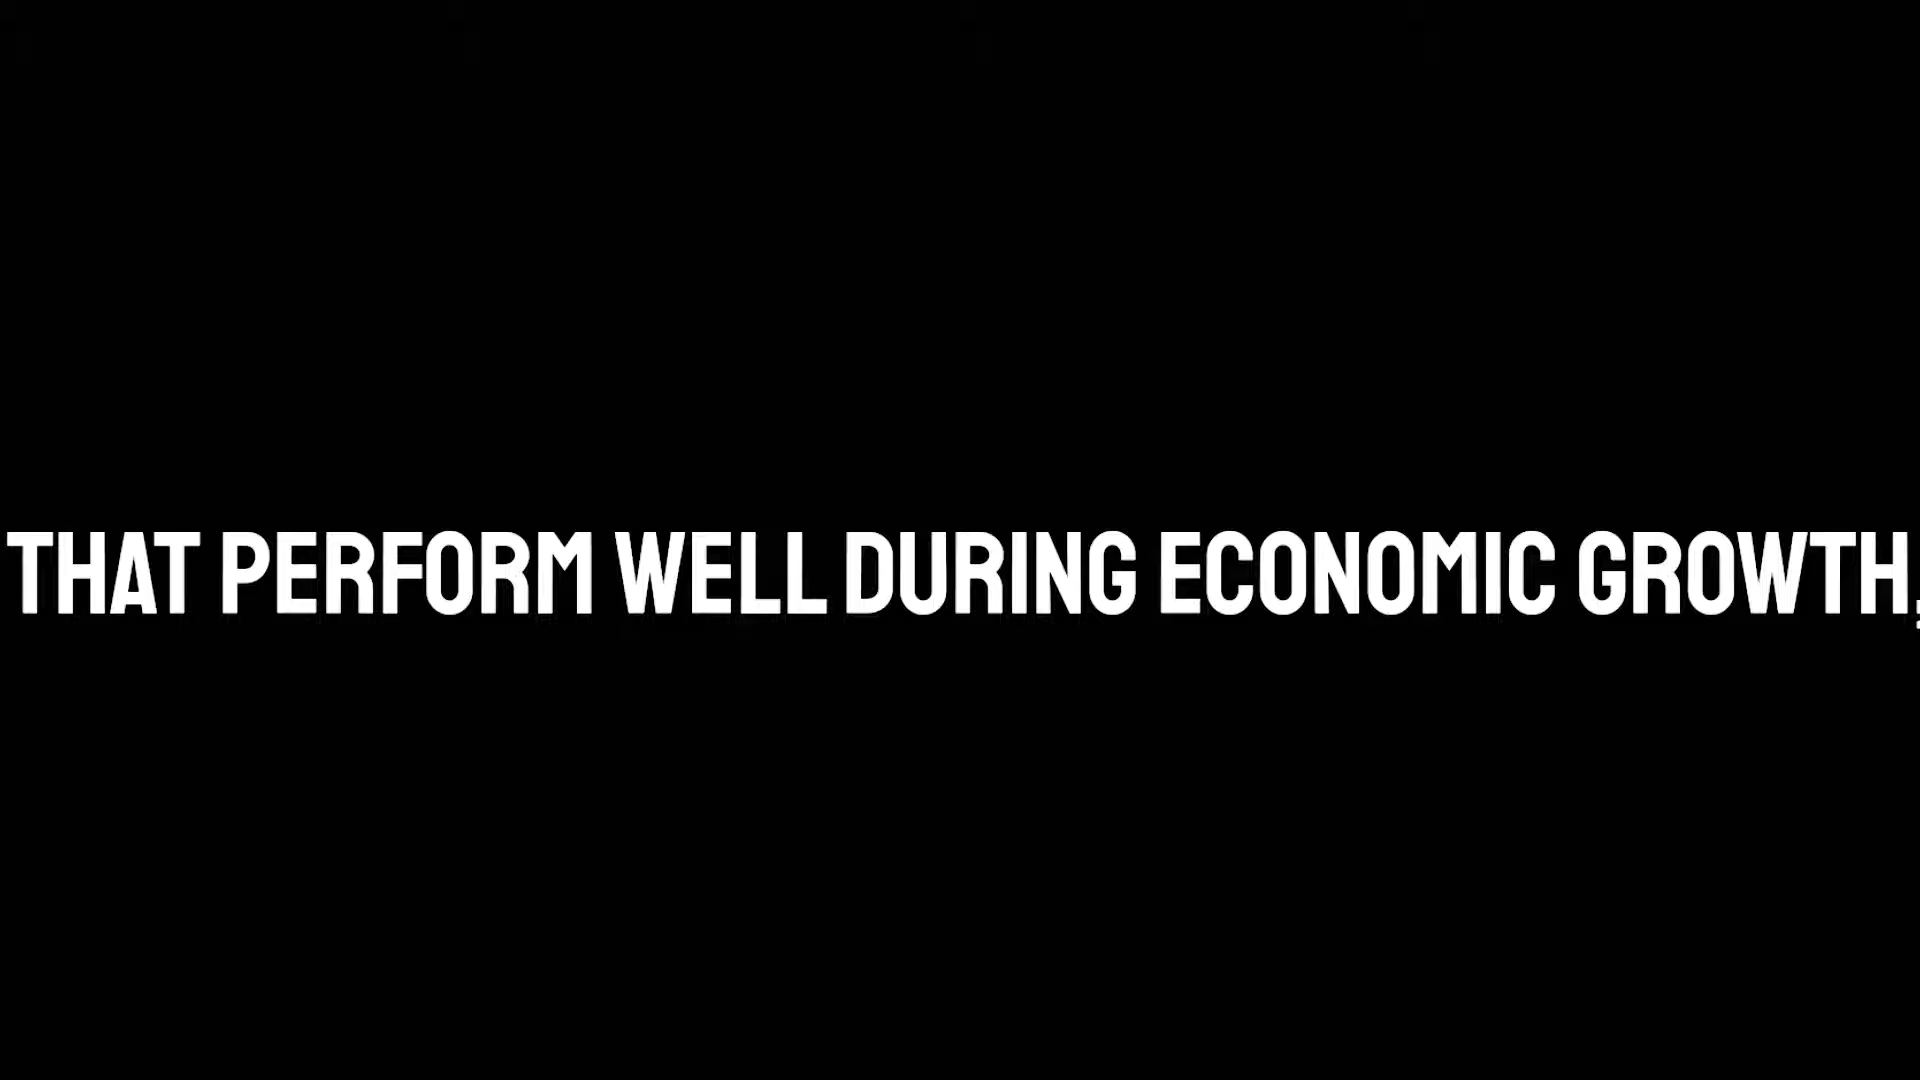 THAT PERFORM WELL DURING ECONOMIC GROWTH,